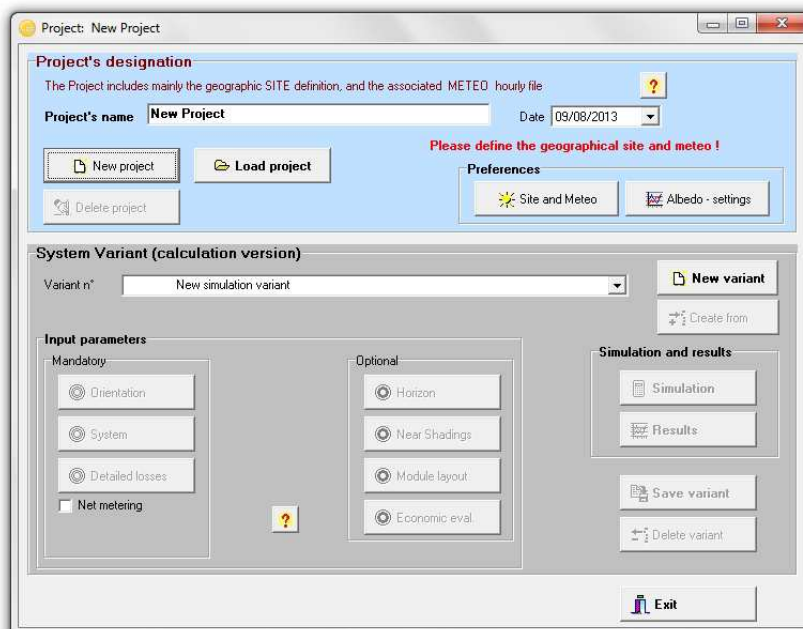 Project: New Project
Project's designation
The Project includes mainly the geographic SITE definition, and the associated METEO hourly file
?
Project's name New Project Date 09/08/2013
Please define the geographical site and meteo !
New project Load project
Preferences
Site and Meteo Albedo - settings
Delete project
System Variant (calculation version)
Variant n° New simulation variant
New variant
Create from
Input parameters
Mandatory
Orientation
System
Detailed losses
Net metering
?
Optional
Horizon
Near Shadings
Module layout
Economic eval.
Simulation and results
Simulation
Results
Save variant
Delete variant
Exit